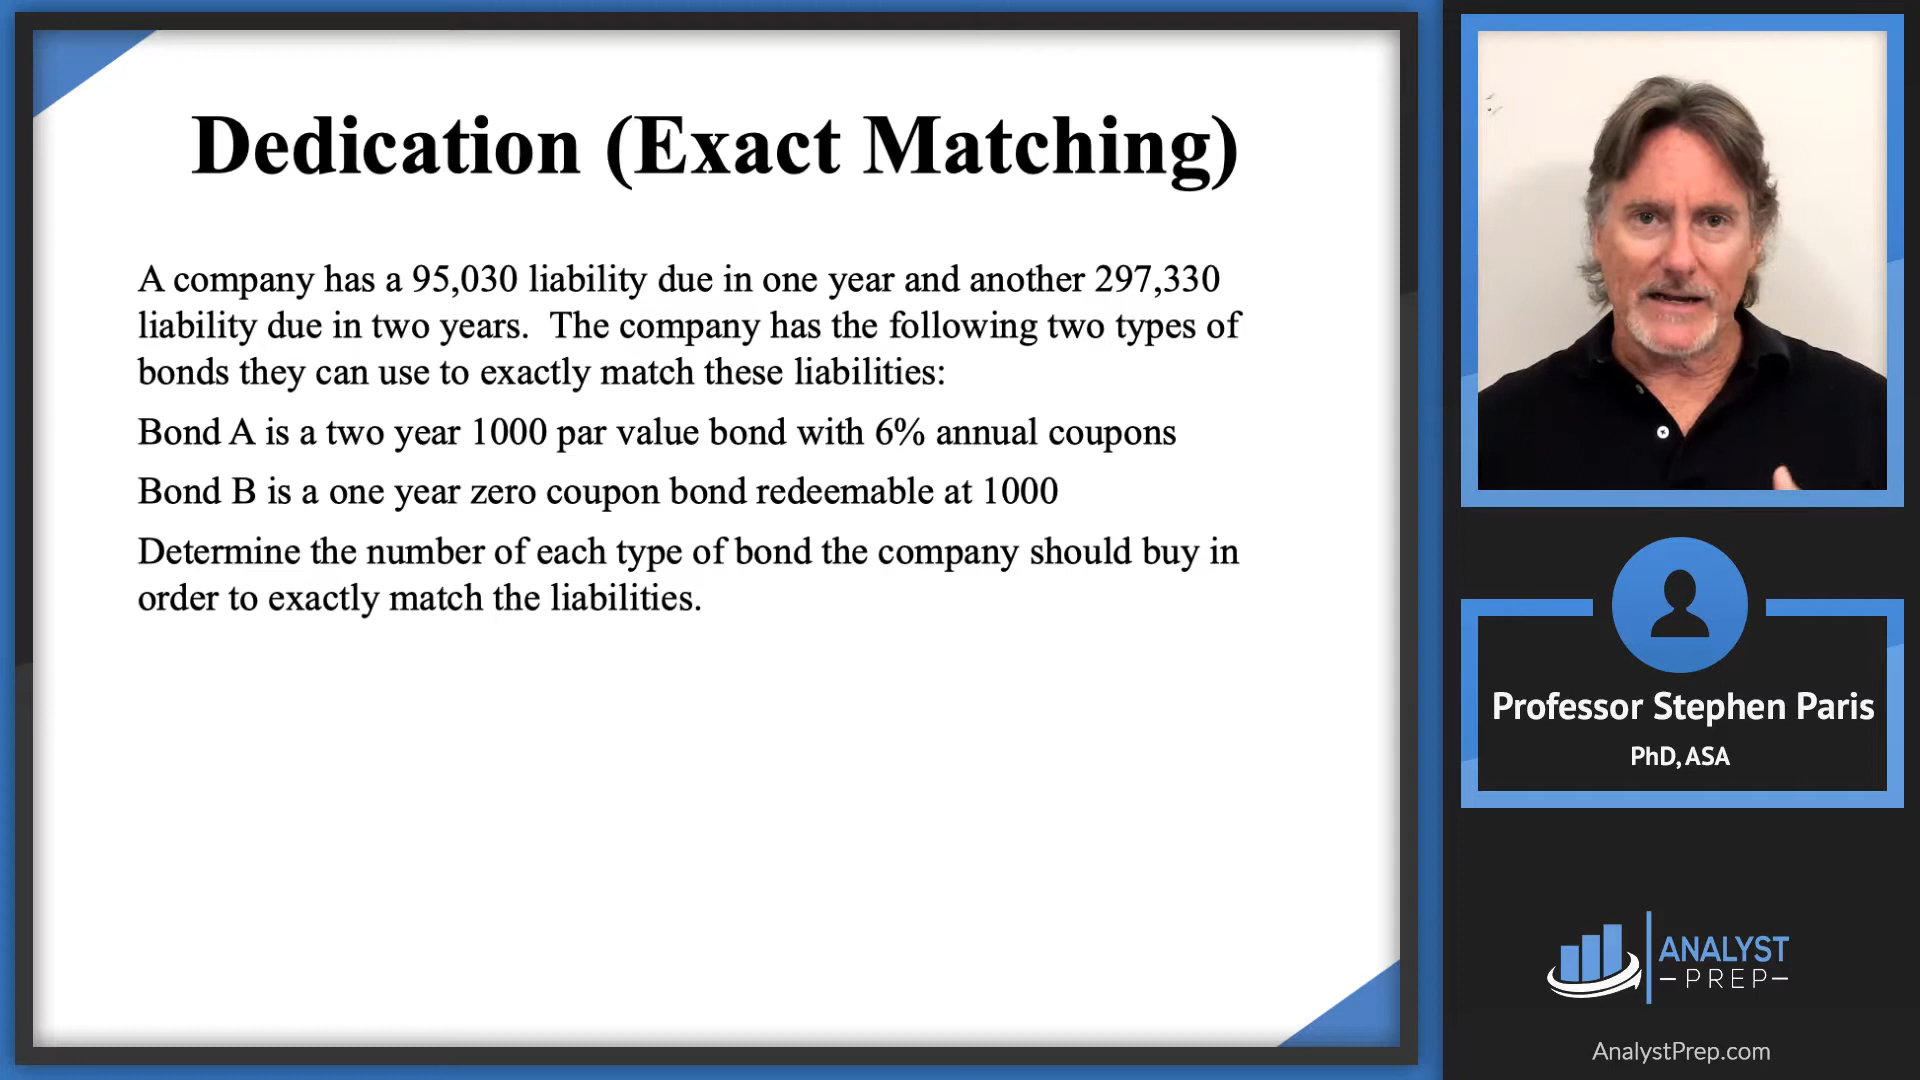 Dedication (Exact Matching)
A company has a 95,030 liability due in one year and another 297,330
liability due in two years. The company has the following two types of
bonds they can use to exactly match these liabilities:
Bond A is a two year 1000 par value bond with 6% annual coupons
Bond B is a one year zero coupon bond redeemable at 1000
Determine the number of each type of bond the company should buy in
order to exactly match the liabilities.
Professor Stephen Paris
PhD, ASA
ANALYST
PREP
AnalystPrep.com